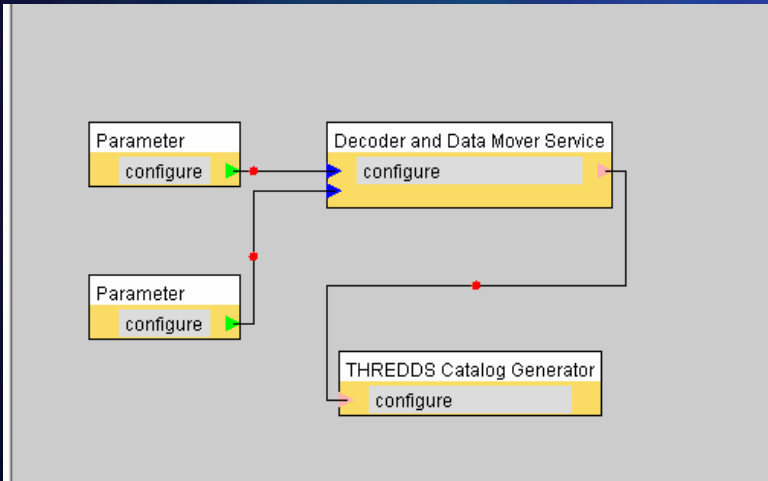 Parameter
configure
Decoder and Data Mover Service
configure
Parameter
configure
THREDDS Catalog Generator
configure